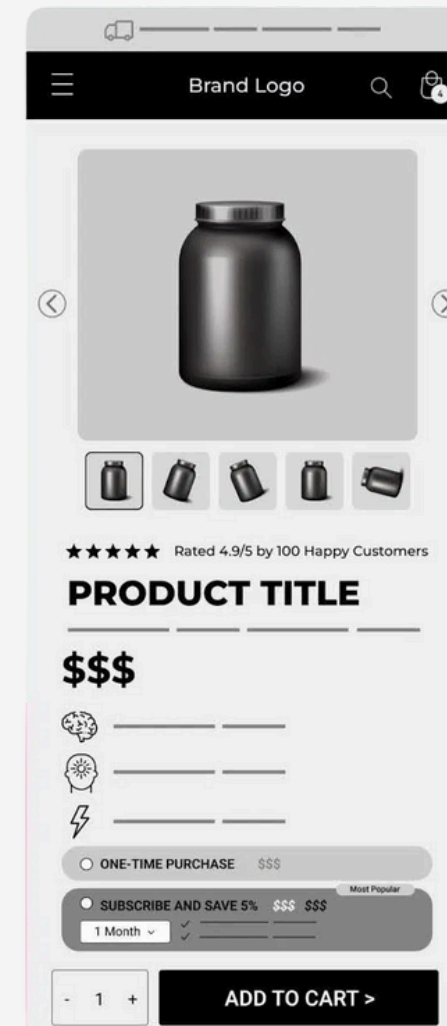 Brand Logo
4
Rated 4.9/5 by 100 Happy Customers
PRODUCT TITLE
$$$
ONE-TIME PURCHASE $$$
Most Popular
SUBSCRIBE AND SAVE 5% $$$ $$$
1 Month
- 1 + ADD TO CART >